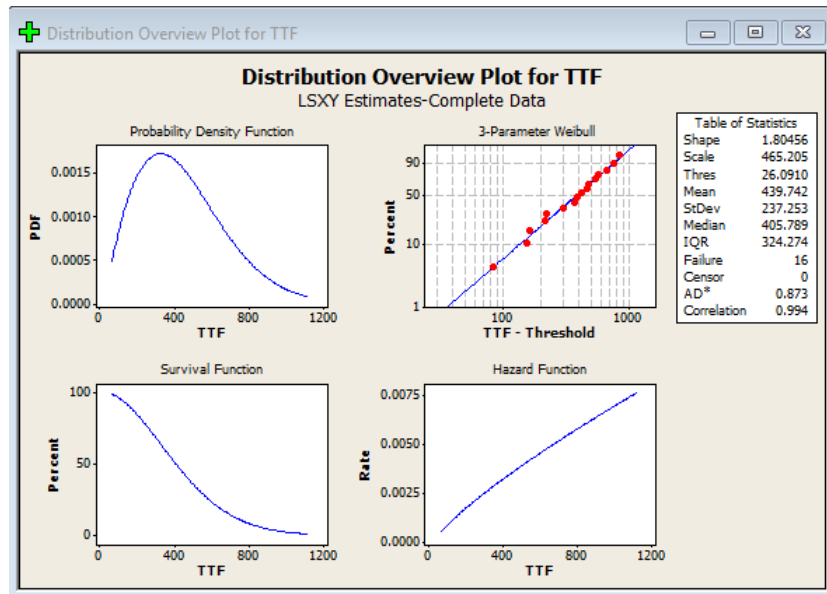 Distribution Overview Plot for TTF
Distribution Overview Plot for TTF
LSXY Estimates-Complete Data
Probability Density Function
0.0015
0.0010
0.0005
0.0000
PDF
0 400 800 1200
TTF
3-Parameter Weibull
90
50
10
1
Percent
100 1000
TTF - Threshold
Table of Statistics
Shape 1.80456
Scale 465.205
Thres 26.0910
Mean 439.742
StDev 237.253
Median 405.789
IQR 324.274
Failure 16
Censor 0
AD* 0.873
Correlation 0.994
Survival Function
100
50
0
Percent
0 400 800 1200
TTF
Hazard Function
0.0075
0.0050
0.0025
0.0000
Rate
0 400 800 1200
TTF